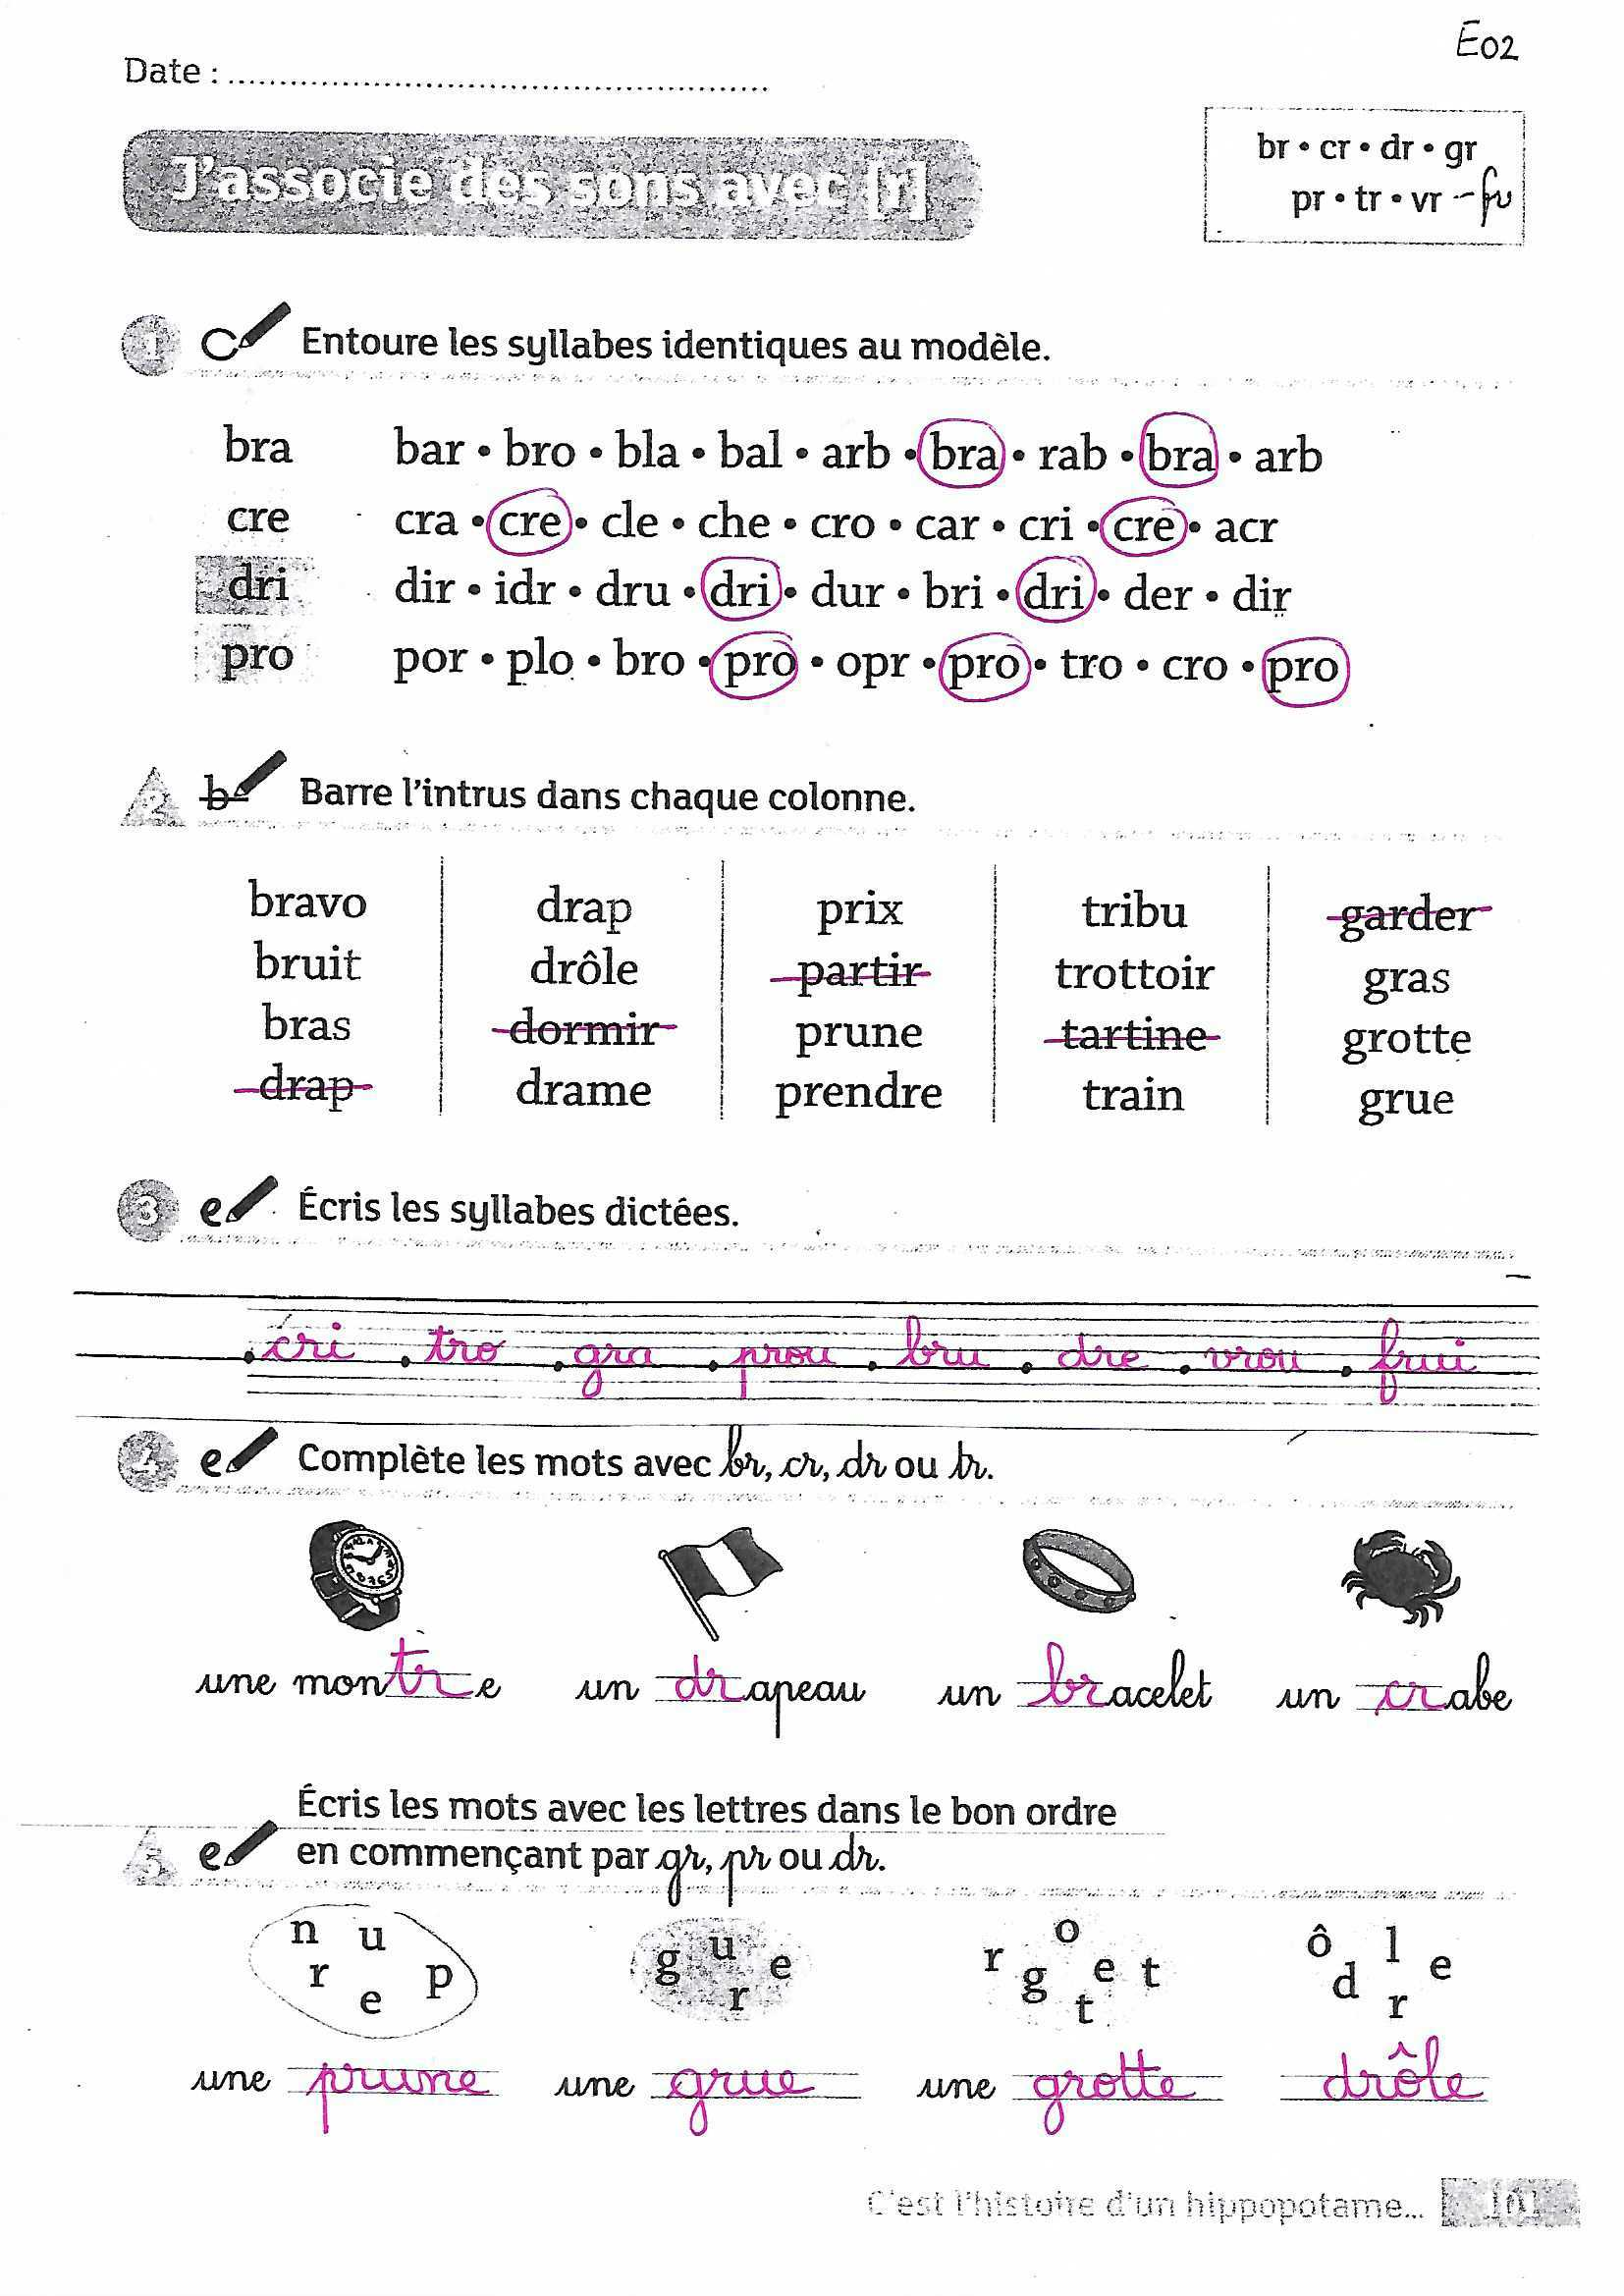 E02
Date : ......................................................
J'associe des sons avec [r]
br • cr • dr • gr
pr • tr • vr - fr
1 Entoure les syllabes identiques au modèle.
bra bar • bro • bla • bal • arb • bra • rab • bra • arb
cre cra • cre • cle • che • cro • car • cri • cre • acr
dri dir • idr • dru • dri • dur • bri • dri • der • dir
pro por • plo • bro • pro • opr • pro • tro • cro • pro
2 b Barre l'intrus dans chaque colonne.
bravo drap prix tribu garder
bruit drôle partir trottoir gras
bras dormir prune tartine grotte
drap drame prendre train grue
3 e Écris les syllabes dictées.
. cri . tro . gra . prou . bru . dre . vrou . frui
4 e Complète les mots avec br, cr, dr ou tr.
une montre un drapeau un bracelet un crabe
Écris les mots avec les lettres dans le bon ordre
5 e en commençant par gr, pr ou dr.
n u r e p
g u e r
r g o e t t
ô d l r e
une prune une grue une grotte drôle
C'est l'histoire d'un hippopotame... 101